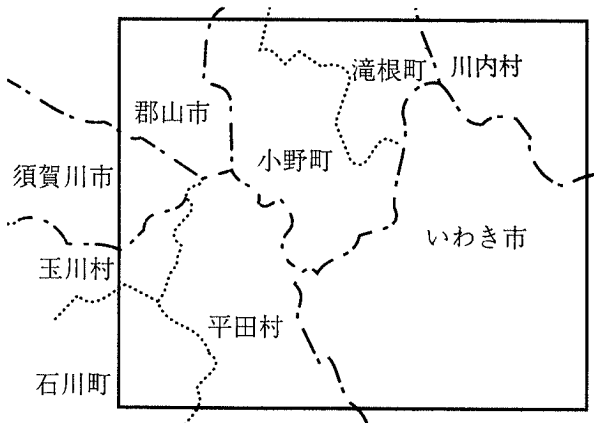 滝根町
川内村
郡山市
小野町
須賀川市
いわき市
玉川村
平田村
石川町